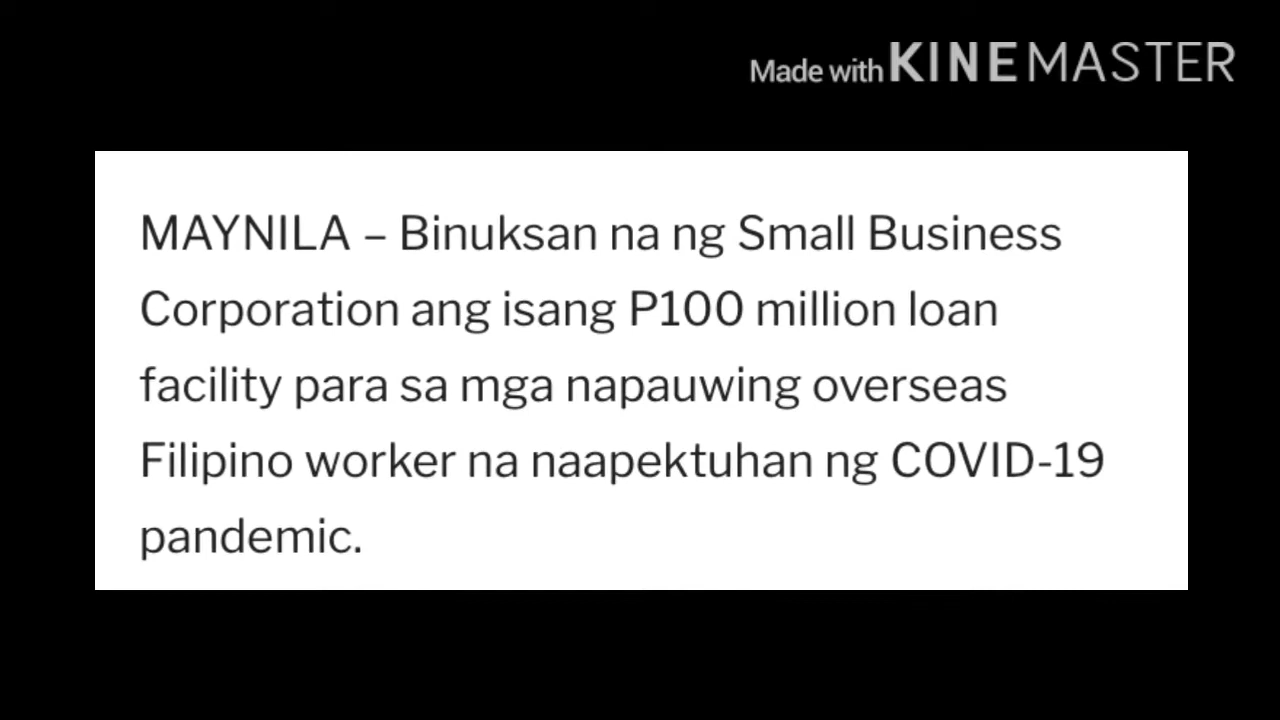 Made with KINEMASTER
MAYNILA – Binuksan na ng Small Business
Corporation ang isang P100 million loan
facility para sa mga napauwing overseas
Filipino worker na naapektuhan ng COVID-19
pandemic.